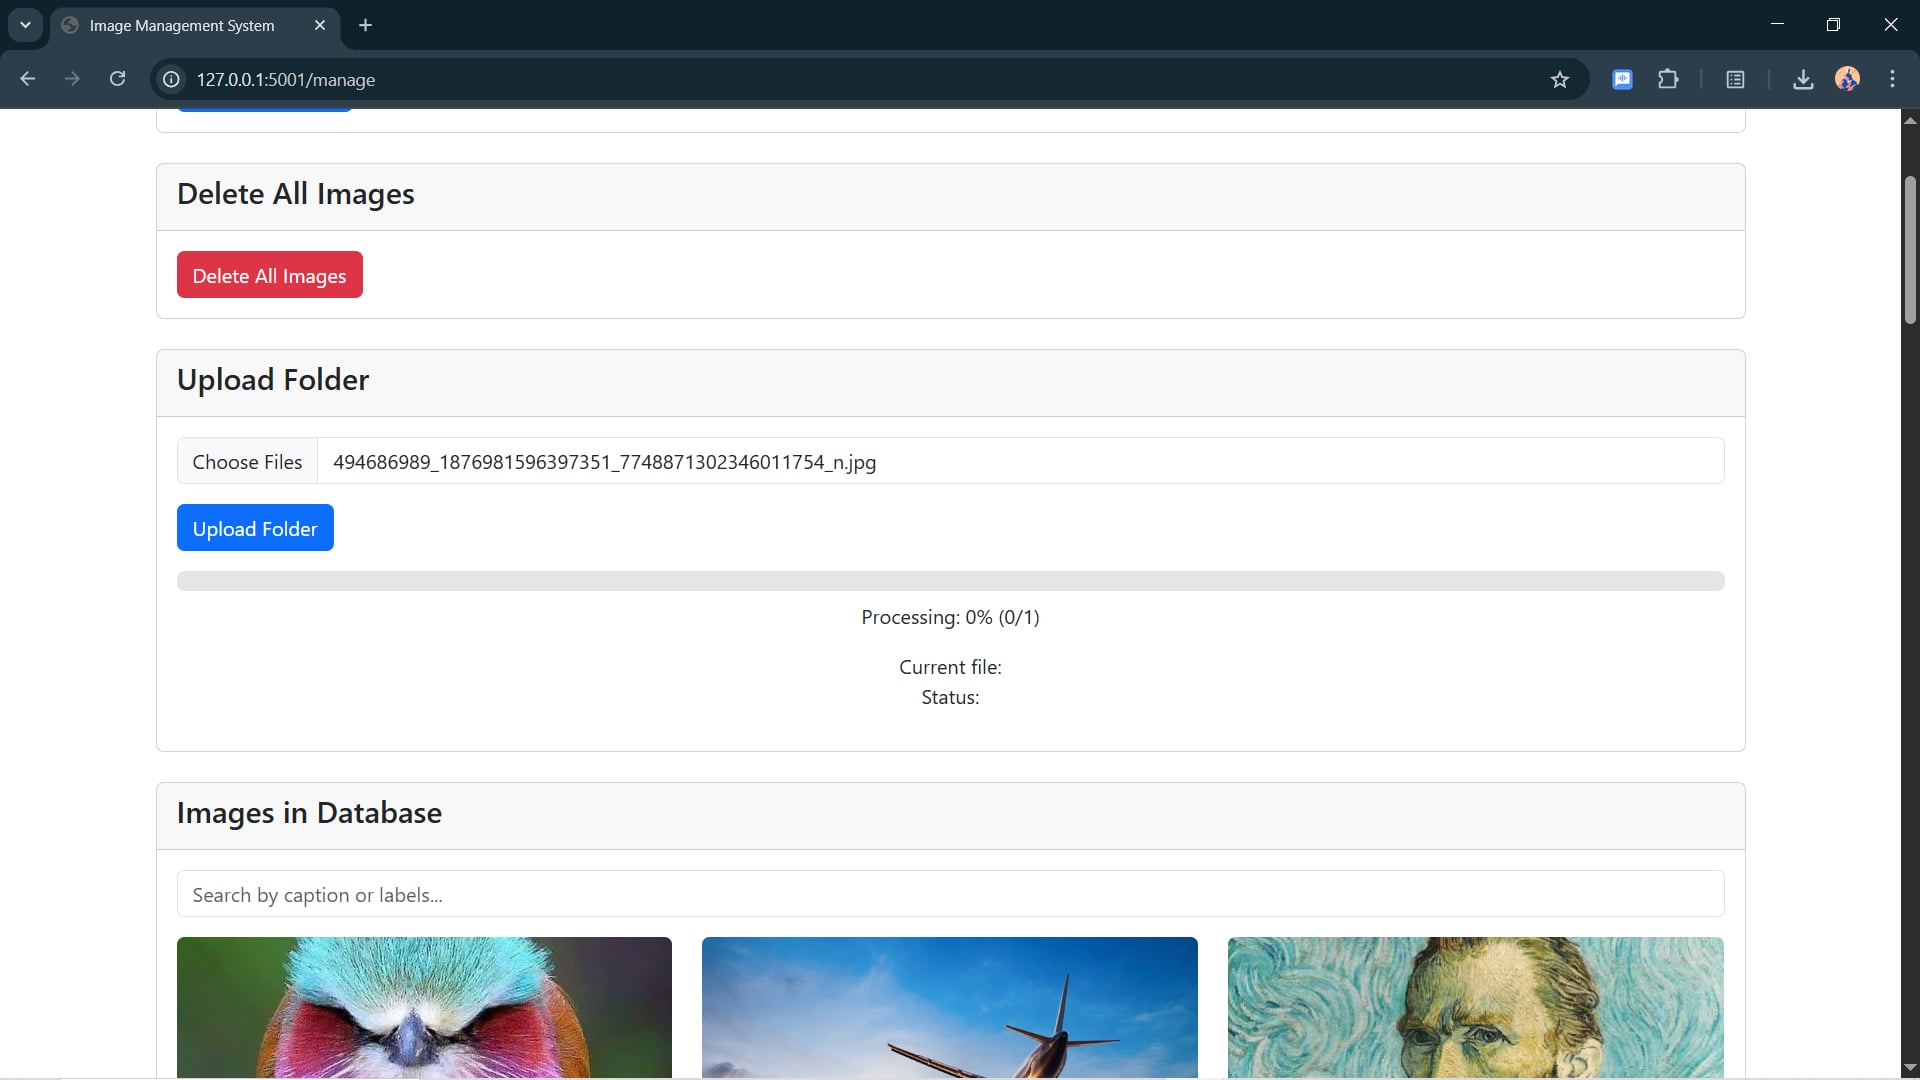 Image Management System
127.0.0.1:5001/manage
Delete All Images
Delete All Images
Upload Folder
Choose Files 494686989_1876981596397351_7748871302346011754_n.jpg
Upload Folder
Processing: 0% (0/1)
Current file:
Status:
Images in Database
Search by caption or labels...